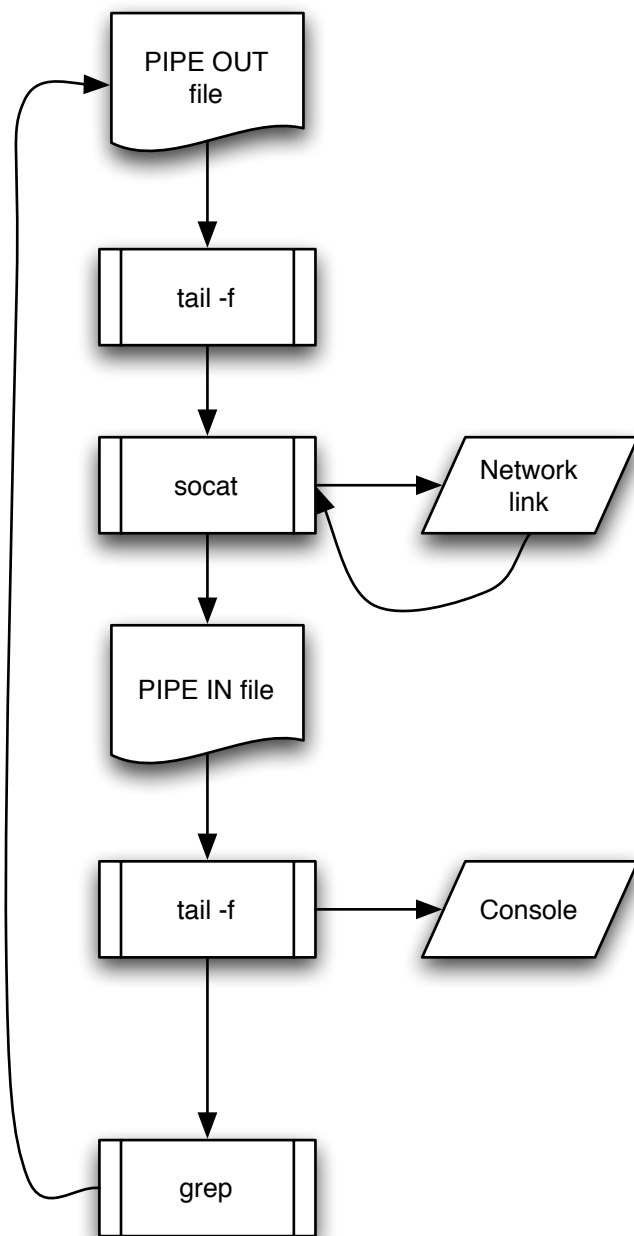 PIPE OUT
file
tail -f
socat
Network
link
PIPE IN file
tail -f
Console
grep